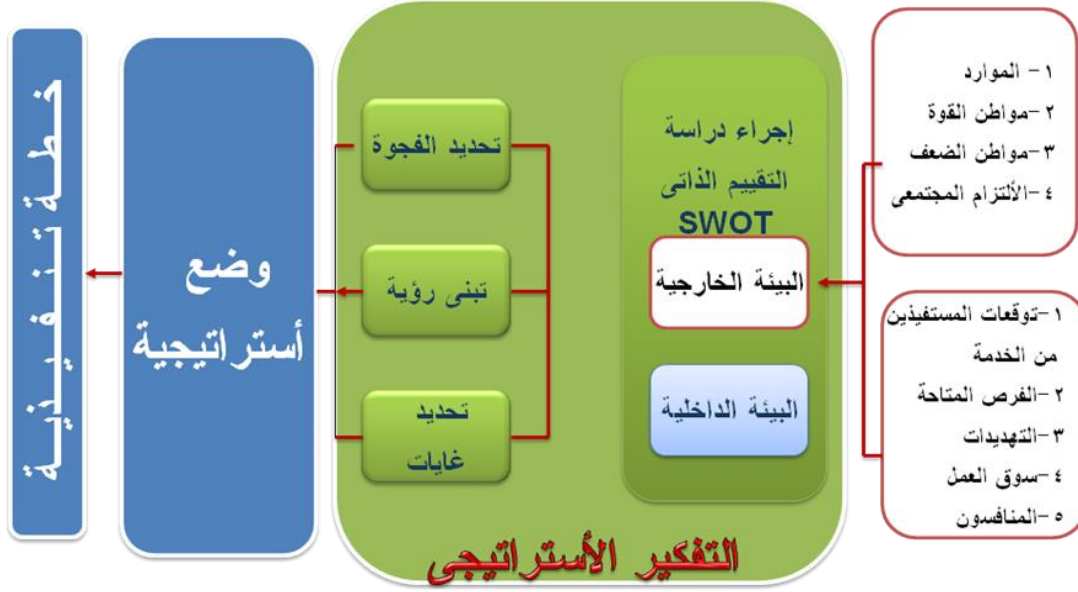 ١- الموارد
٢-مواطن القوة
٣-مواطن الضعف
٤-الألتزام المجتمعى
١-توقعات المستفيذين
من الخدمة
٢-الفرص المتاحة
٣-التهديدات
٤-سوق العمل
٥-المنافسون
إجراء دراسة
التقييم الذاتى
SWOT
البيئة الخارجية
البيئة الداخلية
تحديد الفجوة
تبنى رؤية
تحديد
غايات
التفكير الأستراتيجى
وضع
أستراتيجية
خطة تنفيذية